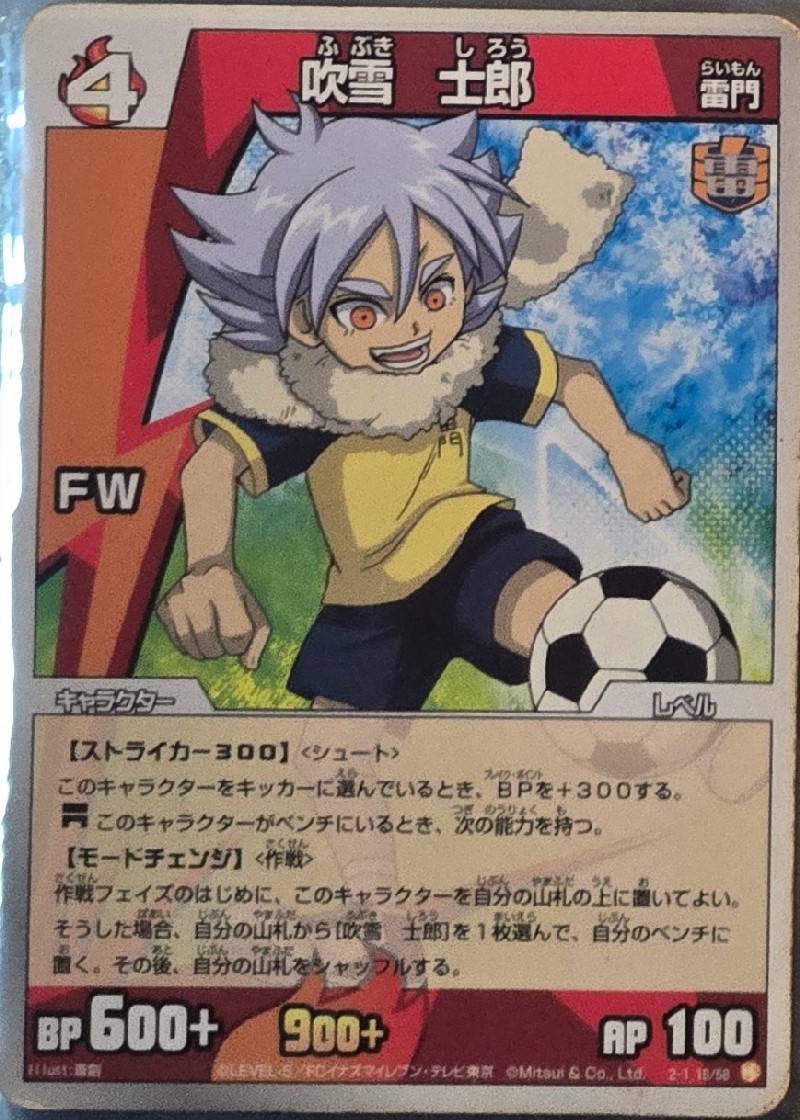 4
吹雪 士郎
ふぶき しろう
雷門
らいもん
雷
門
FW
キャラクター
レベル
【ストライカー300】<シュート>
このキャラクターをキッカーに選んでいるとき、BPを+300する。
このキャラクターがベンチにいるとき、次の能力を持つ。
【モードチェンジ】<作戦>
作戦フェイズのはじめに、このキャラクターを自分の山札の上に置いてよい。
そうした場合、自分の山札から[吹雪 士郎]を1枚選んで、自分のベンチに
置く。その後、自分の山札をシャッフルする。
BP 600+ 900+ AP 100
Illust: ©LEVEL-5/FCイナズマイレブン・テレビ東京 ©Mitsui & Co., Ltd. 2-1